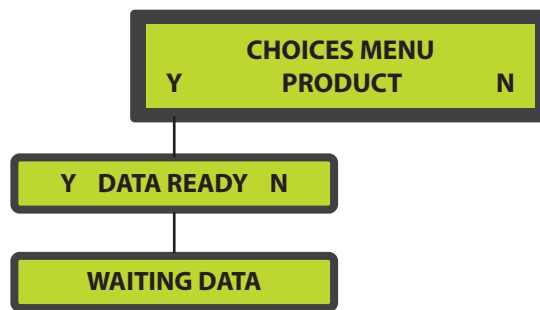 CHOICES MENU
Y PRODUCT N
Y DATA READY N
WAITING DATA